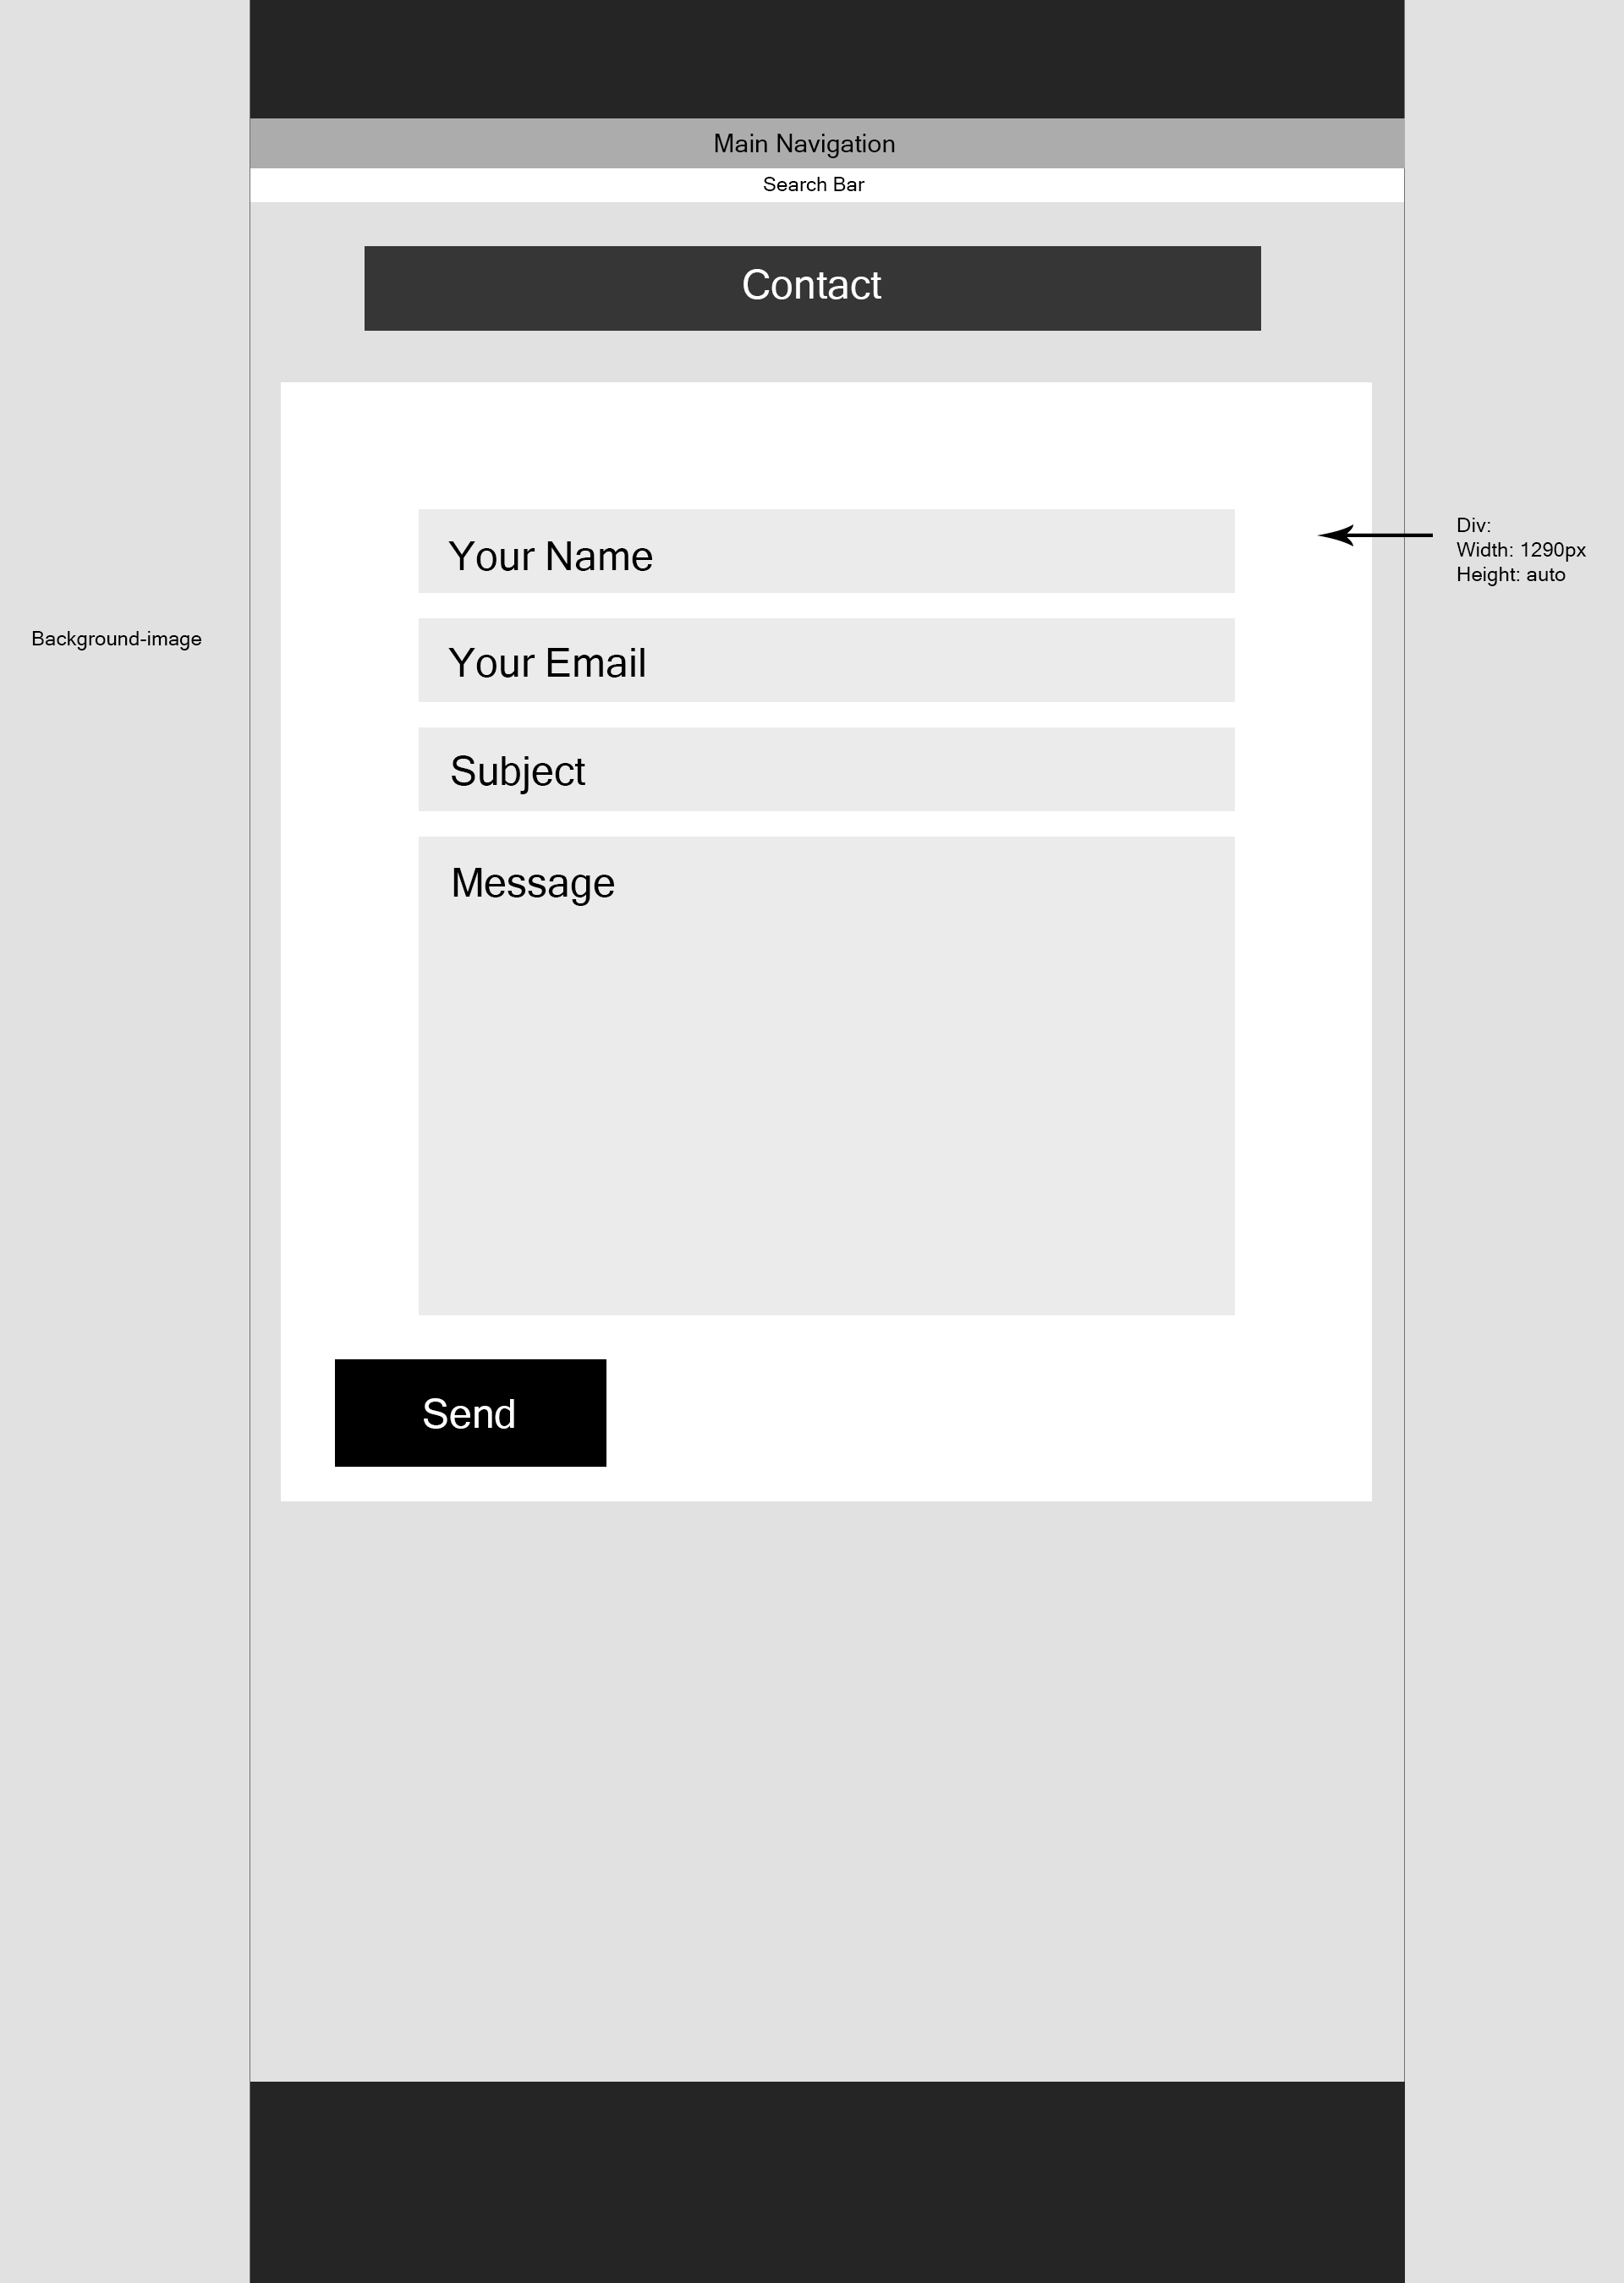 Main Navigation
Search Bar
Contact
Your Name
Div:
Width: 1290px
Height: auto
Background-image
Your Email
Subject
Message
Send